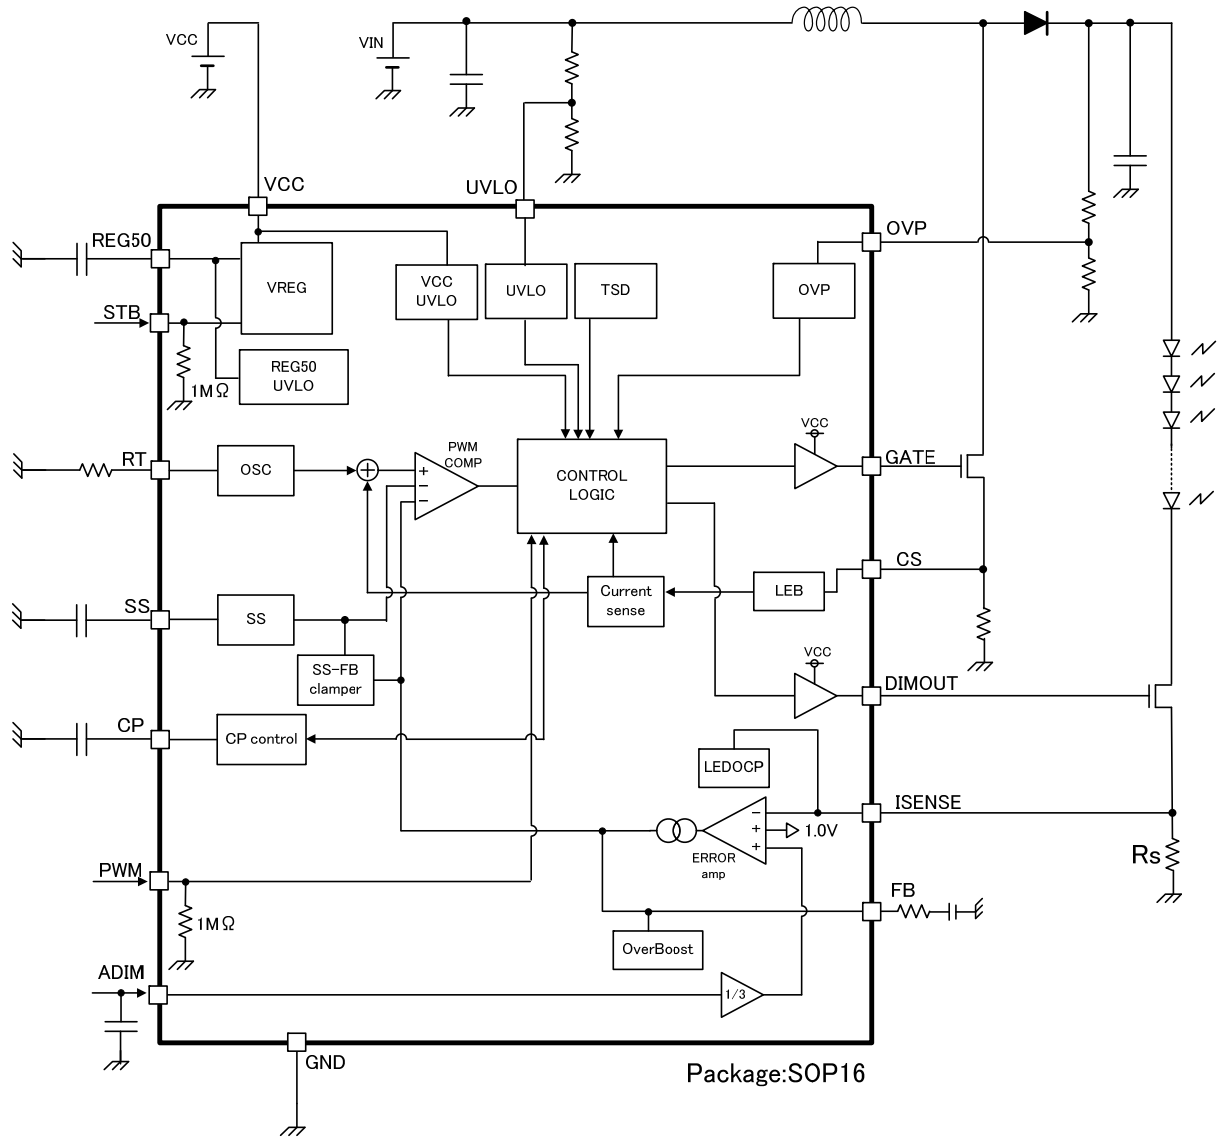 VCC
VIN
VCC
UVLO
REG50
OVP
VREG
VCC
UVLO
UVLO
TSD
OVP
STB
REG50
UVLO
1MΩ
RT
OSC
PWM
COMP
+
−
−
CONTROL
LOGIC
VCC
GATE
CS
SS
SS
Current
sense
LEB
SS-FB
clamper
VCC
DIMOUT
CP
CP control
LEDOCP
ISENSE
−
+
+
1.0V
ERROR
amp
Rs
PWM
FB
1MΩ
OverBoost
ADIM
1/3
GND
Package:SOP16